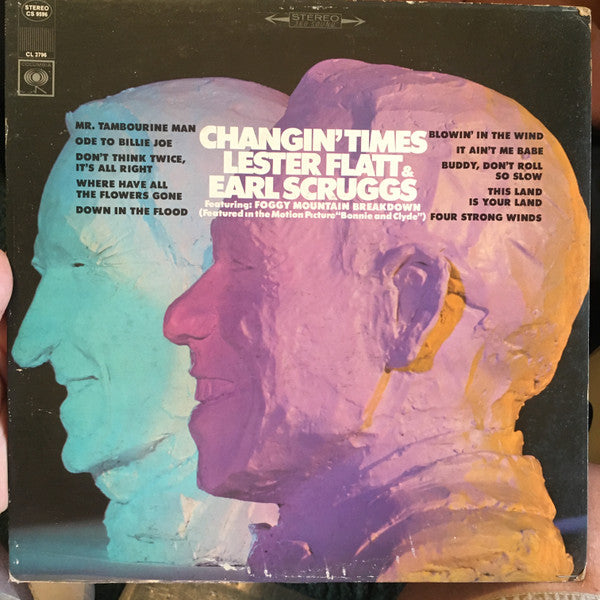 STEREO
CS 9596
CL 2796
COLUMBIA
STEREO
MR. TAMBOURINE MAN
ODE TO BILLIE JOE
DON'T THINK TWICE,
IT'S ALL RIGHT
WHERE HAVE ALL
THE FLOWERS GONE
DOWN IN THE FLOOD
CHANGIN' TIMES
LESTER FLATT &
EARL SCRUGGS
Featuring: FOGGY MOUNTAIN BREAKDOWN
(Featured in the Motion Picture "Bonnie and Clyde")
BLOWIN' IN THE WIND
IT AIN'T ME BABE
BUDDY, DON'T ROLL
SO SLOW
THIS LAND
IS YOUR LAND
FOUR STRONG WINDS